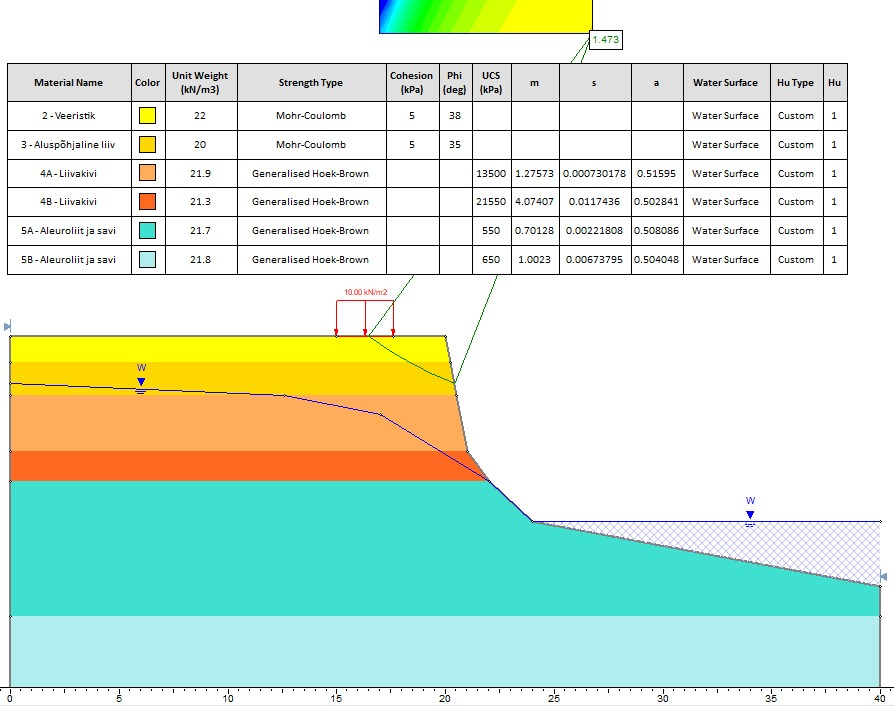 1.473
Material Name Color Unit Weight (kN/m3) Strength Type Cohesion (kPa) Phi (deg) UCS (kPa) m s a Water Surface Hu Type Hu
2 - Veeristik 22 Mohr-Coulomb 5 38 Water Surface Custom 1
3 - Aluspõhjaline liiv 20 Mohr-Coulomb 5 35 Water Surface Custom 1
4A - Liivakivi 21.9 Generalised Hoek-Brown 13500 1.27573 0.000730178 0.51595 Water Surface Custom 1
4B - Liivakivi 21.3 Generalised Hoek-Brown 21550 4.07407 0.0117436 0.502841 Water Surface Custom 1
5A - Aleuroliit ja savi 21.7 Generalised Hoek-Brown 550 0.70128 0.00221808 0.508086 Water Surface Custom 1
5B - Aleuroliit ja savi 21.8 Generalised Hoek-Brown 650 1.0023 0.00673795 0.504048 Water Surface Custom 1
10.00 kN/m2
W
W
0 5 10 15 20 25 30 35 40